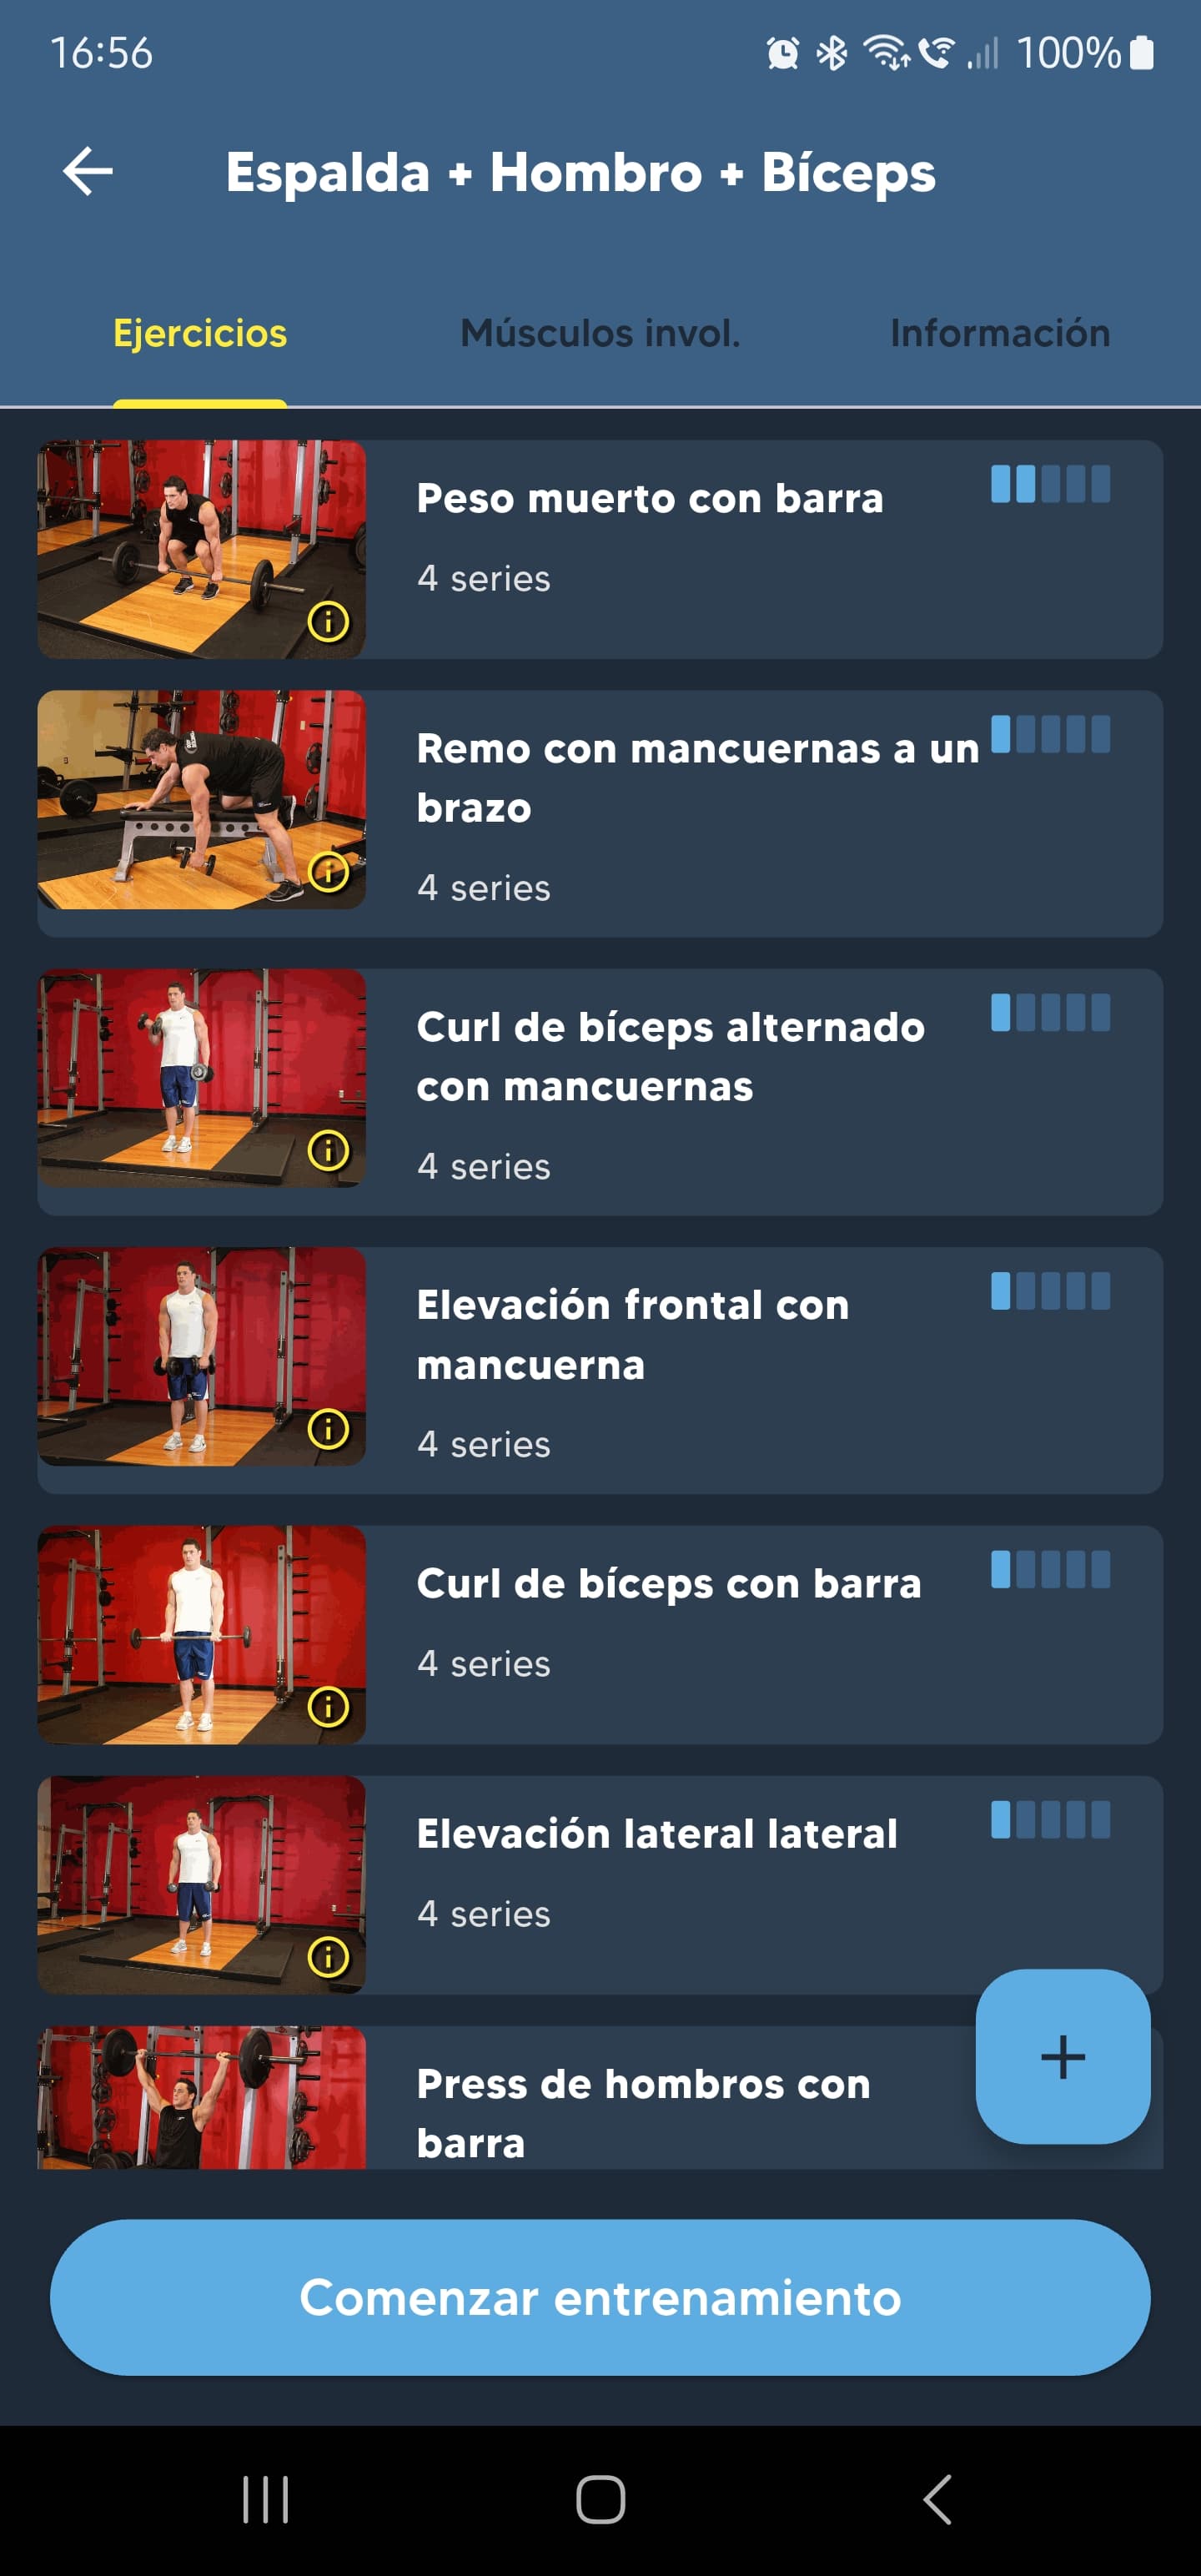 16:56
100%
Espalda + Hombro + Bíceps
Ejercicios
Músculos invol.
Información
Peso muerto con barra
4 series
Remo con mancuernas a un
brazo
4 series
Curl de bíceps alternado
con mancuernas
4 series
Elevación frontal con
mancuerna
4 series
Curl de bíceps con barra
4 series
Elevación lateral lateral
4 series
Press de hombros con
barra
Comenzar entrenamiento